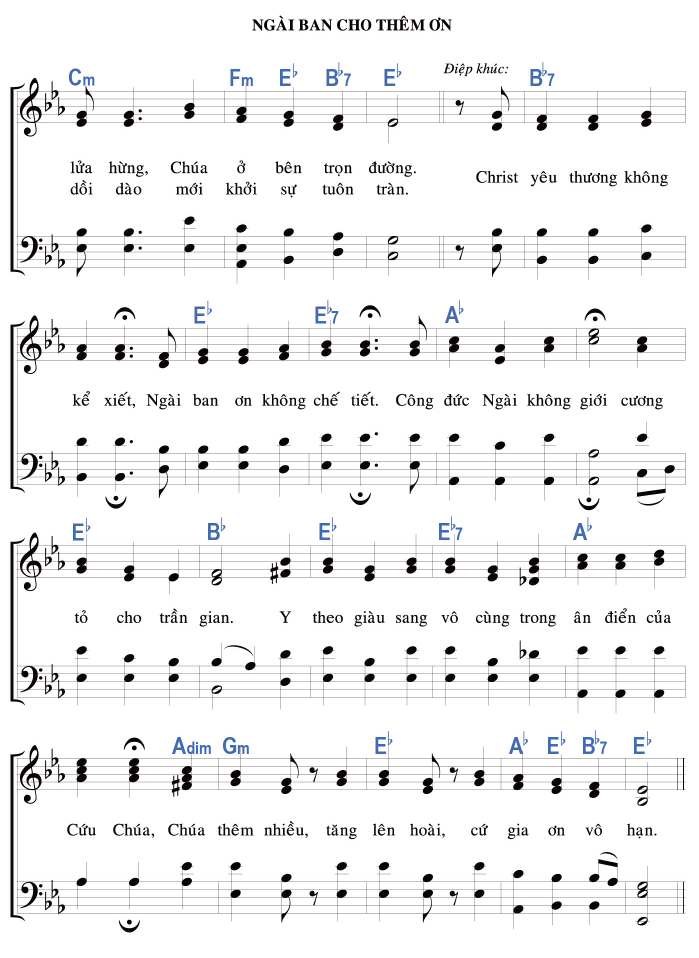 NGÀI BAN CHO THÊM ƠN
Điệp khúc:
Cm Fm E♭ B♭7 E♭ B♭7
lửa hừng, Chúa ở bên trọn đường.
Christ yêu thương không
dồi dào mới khởi sự tuôn tràn.
E♭ E♭7 A♭
kể xiết, Ngài ban ơn không chế tiết. Công đức Ngài không giới cương
E♭ B♭ E♭ E♭7 A♭
tỏ cho trần gian. Y theo giàu sang vô cùng trong ân điển của
Adim Gm E♭ A♭ E♭ B♭7 E♭
Cứu Chúa, Chúa thêm nhiều, tăng lên hoài, cứ gia ơn vô hạn.